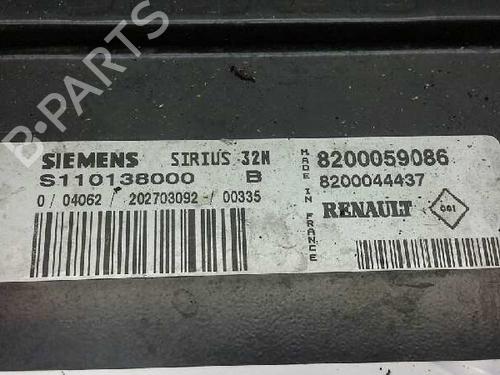 B-PARTS
SIEMENS SIRIUS 32N
S110138000 B
0 / 04062 / 202703092 / 00335
MADE IN FRANCE
8200059086
8200044437
RENAULT
001